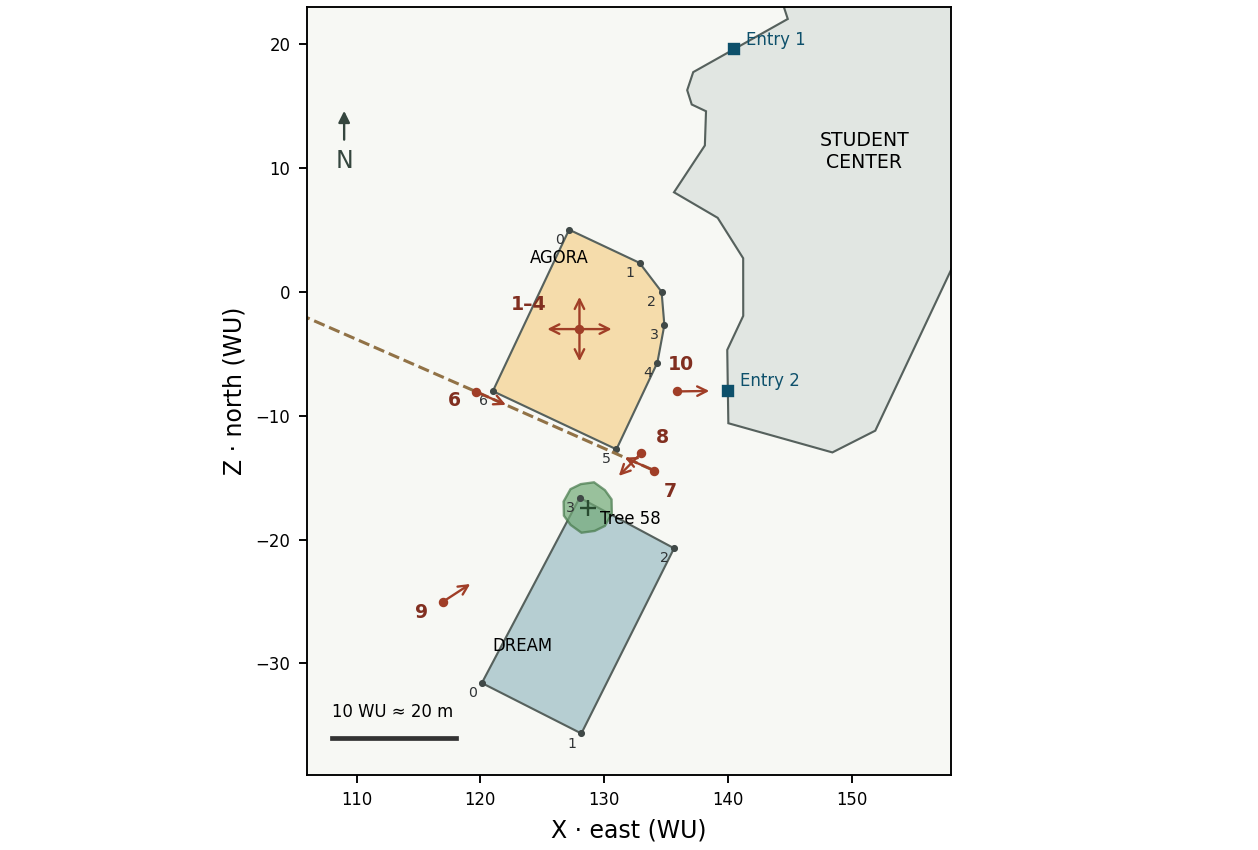 20
10
0
−10
−20
−30
Z · north (WU)
110
120
130
140
150
X · east (WU)
N
Entry 1
STUDENT
CENTER
0
AGORA
1
2
3
4
5
6
1–4
10
Entry 2
6
8
7
3
Tree 58
2
9
DREAM
0
1
10 WU ≈ 20 m